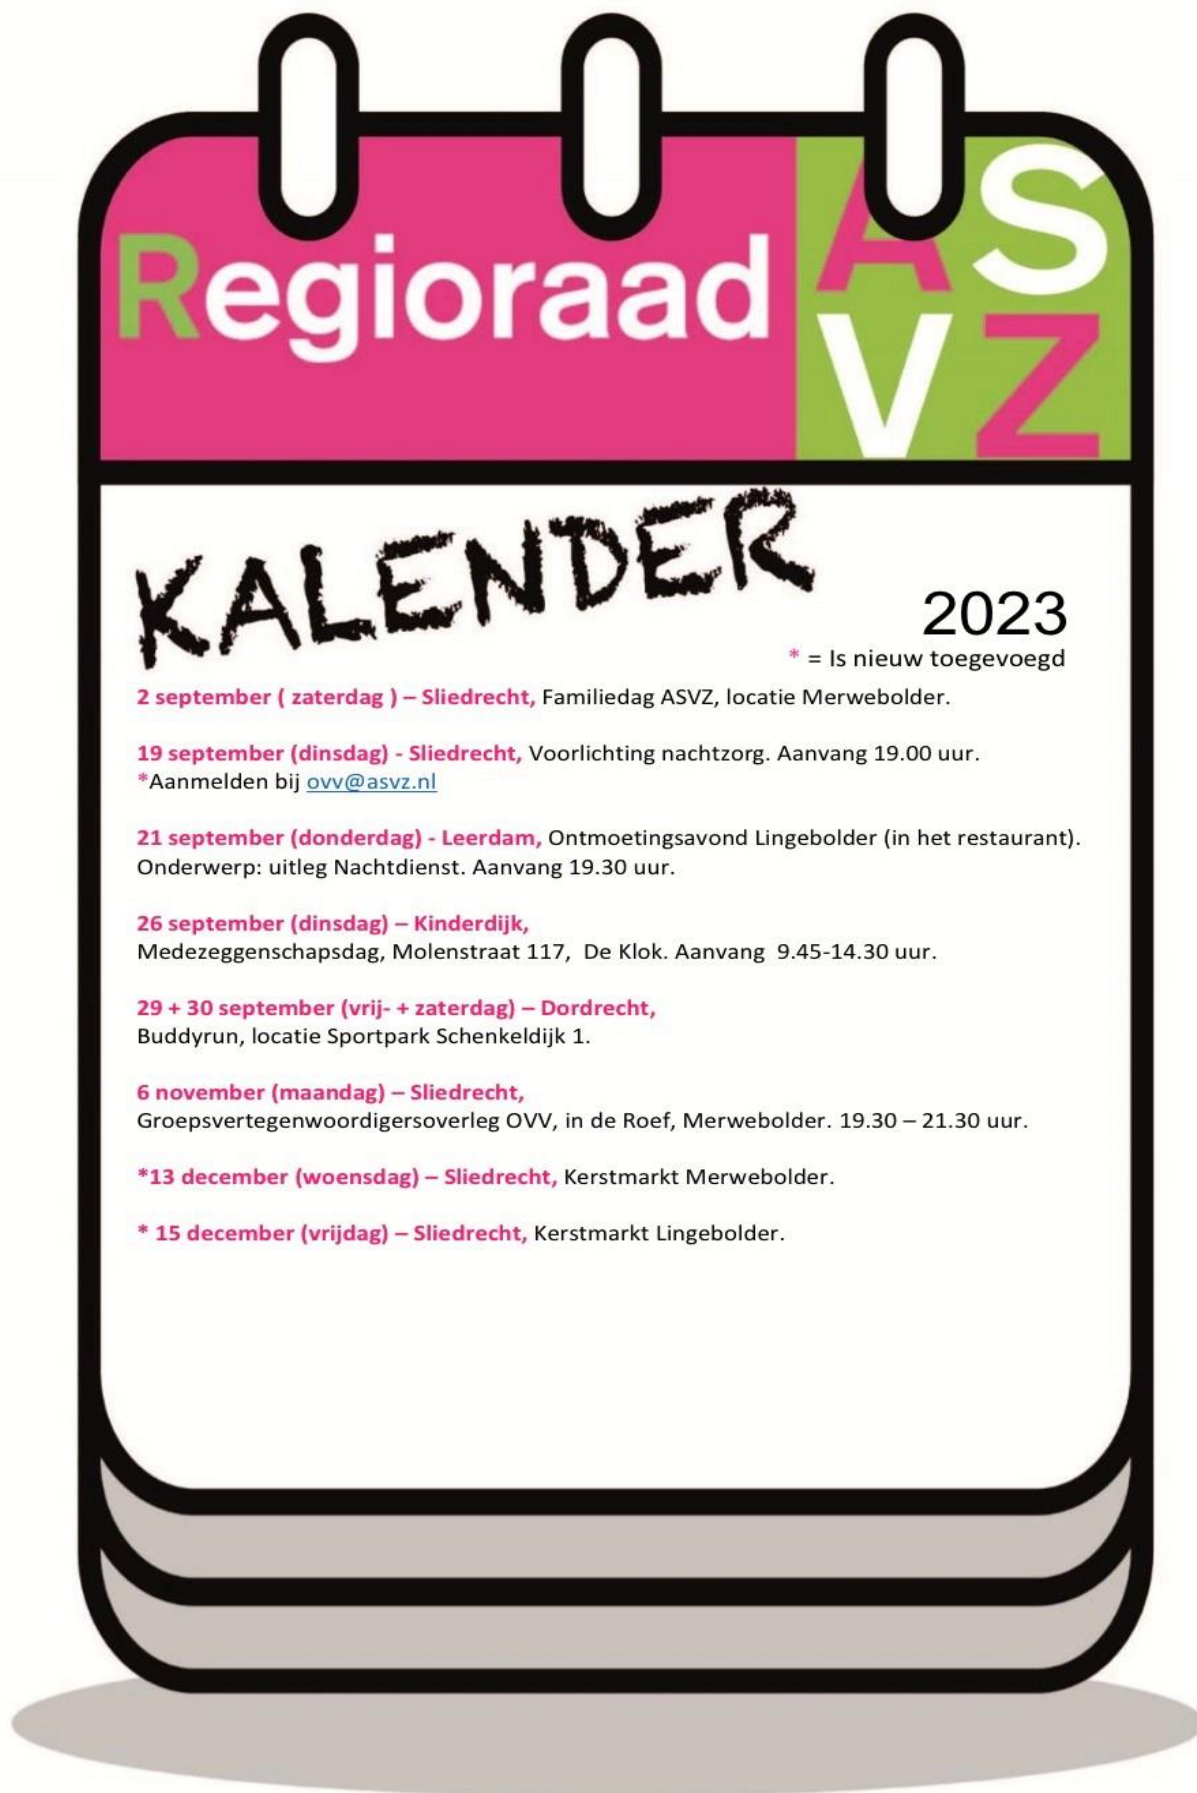 Regioraad
AS
VZ
KALENDER
2023
* = Is nieuw toegevoegd
2 september ( zaterdag ) – Sliedrecht, Familiedag ASVZ, locatie Merwebolder.
19 september (dinsdag) - Sliedrecht, Voorlichting nachtzorg. Aanvang 19.00 uur.
*Aanmelden bij ovv@asvz.nl
21 september (donderdag) - Leerdam, Ontmoetingsavond Lingebolder (in het restaurant).
Onderwerp: uitleg Nachtdienst. Aanvang 19.30 uur.
26 september (dinsdag) – Kinderdijk,
Medezeggenschapsdag, Molenstraat 117, De Klok. Aanvang 9.45-14.30 uur.
29 + 30 september (vrij- + zaterdag) – Dordrecht,
Buddyrun, locatie Sportpark Schenkeldijk 1.
6 november (maandag) – Sliedrecht,
Groepsvertegenwoordigersoverleg OVV, in de Roef, Merwebolder. 19.30 – 21.30 uur.
*13 december (woensdag) – Sliedrecht, Kerstmarkt Merwebolder.
* 15 december (vrijdag) – Sliedrecht, Kerstmarkt Lingebolder.